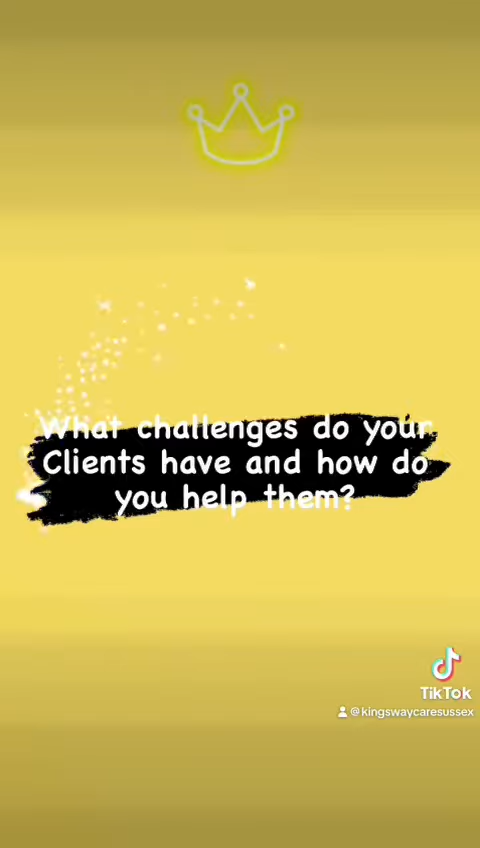 What challenges do your
Clients have and how do
you help them?
TikTok
@kingswaycaresussex